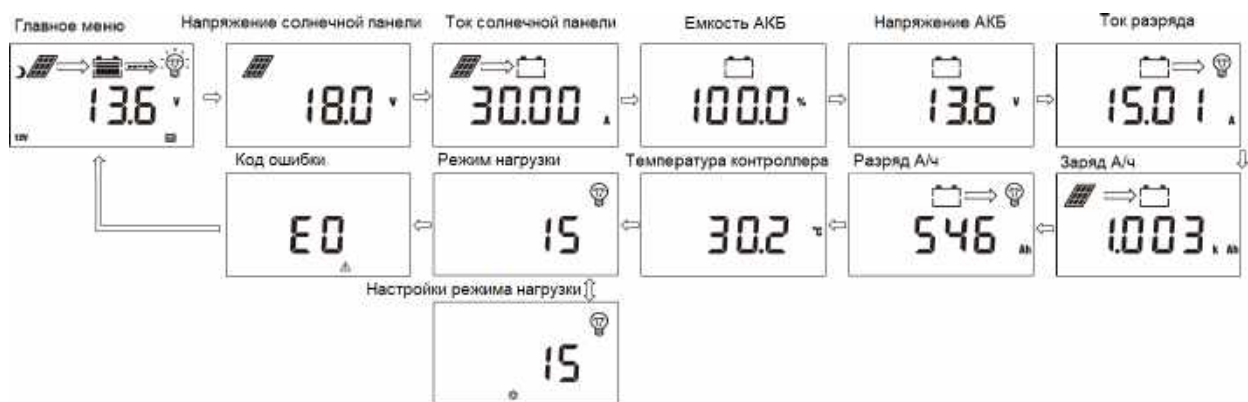 Главное меню
Напряжение солнечной панели
Ток солнечной панели
Емкость АКБ
Напряжение АКБ
Ток разряда
13.6 V
12V
18.0 V
30.00 A
100.0 %
13.6 V
15.01 A
Код ошибки
Режим нагрузки
Температура контроллера
Разряд А/ч
Заряд А/ч
E0
15
30.2 ℃
546 Ah
1.003 k Ah
Настройки режима нагрузки
15